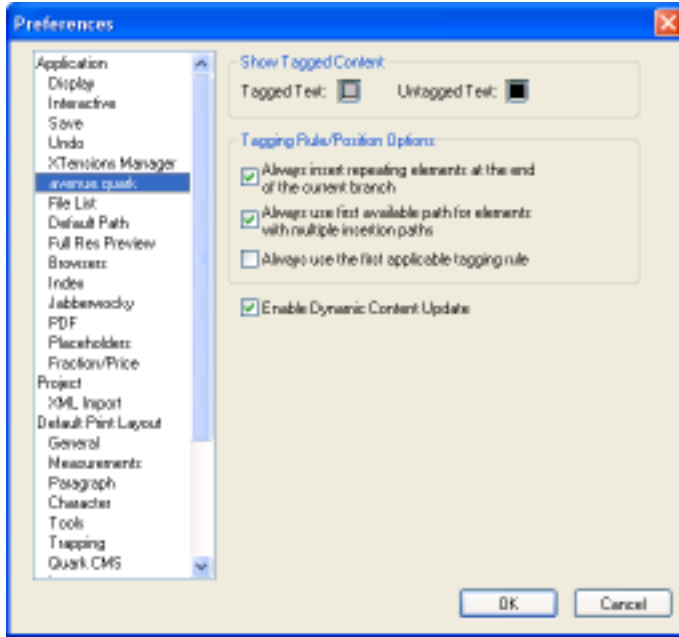 Preferences
Application
Display
Interactive
Save
Undo
XTensions Manager
avenue.quark
File List
Default Path
Full Res Preview
Browsers
Index
Jabberwocky
PDF
Placeholders
Fraction/Price
Project
XML Import
Default Print Layout
General
Measurements
Paragraph
Character
Tools
Trapping
Quark CMS
Show Tagged Content
Tagged Text:
Untagged Text:
Tagging Rule/Position Options
Always insert repeating elements at the end
of the current branch
Always use first available path for elements
with multiple insertion paths
Always use the first applicable tagging rule
Enable Dynamic Content Update
OK
Cancel